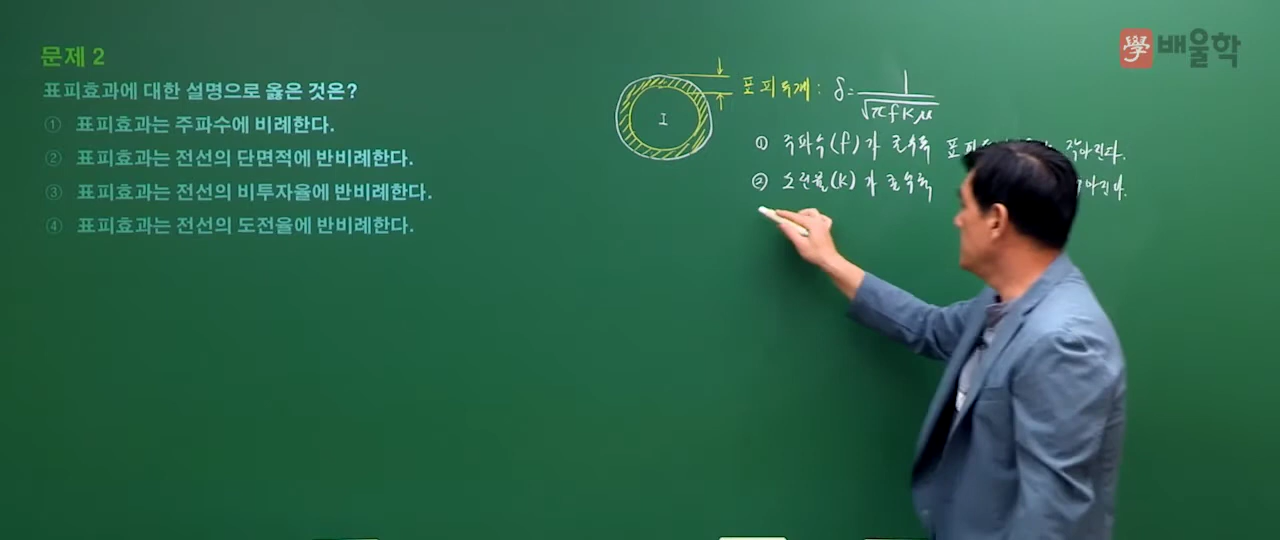 學 배울학
문제 2
표피효과에 대한 설명으로 옳은 것은?
① 표피효과는 주파수에 비례한다.
② 표피효과는 전선의 단면적에 반비례한다.
③ 표피효과는 전선의 비투자율에 반비례한다.
④ 표피효과는 전선의 도전율에 반비례한다.
I
표피두께 : δ = 1 / √πfKμ
① 주파수(f)가 클수록 표피 작아진다.
② 도전율(K)가 클수록